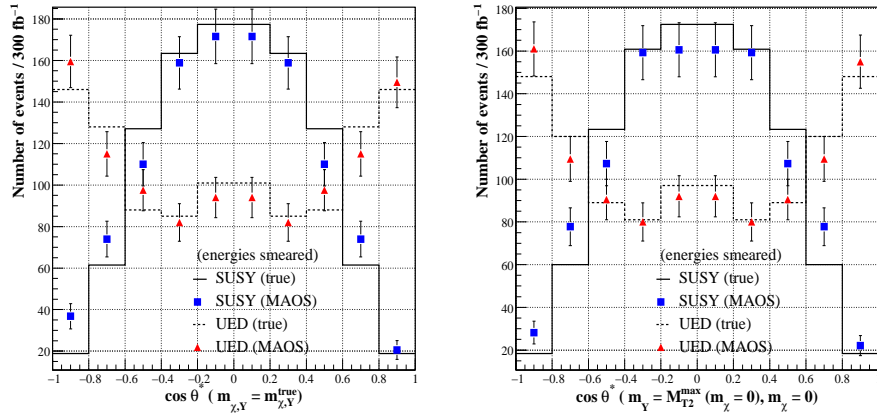 Number of events / 300 fb⁻¹
180
160
140
120
100
80
60
40
20
(energies smeared)
SUSY (true)
SUSY (MAOS)
UED (true)
UED (MAOS)
−1 −0.8 −0.6 −0.4 −0.2 0 0.2 0.4 0.6 0.8 1
cos θ* ( m_χ,Y = m_χ,Y^true)
Number of events / 300 fb⁻¹
180
160
140
120
100
80
60
40
20
(energies smeared)
SUSY (true)
SUSY (MAOS)
UED (true)
UED (MAOS)
−1 −0.8 −0.6 −0.4 −0.2 0 0.2 0.4 0.6 0.8 1
cos θ* ( m_Y = M_T2^max (m_χ = 0), m_χ = 0)